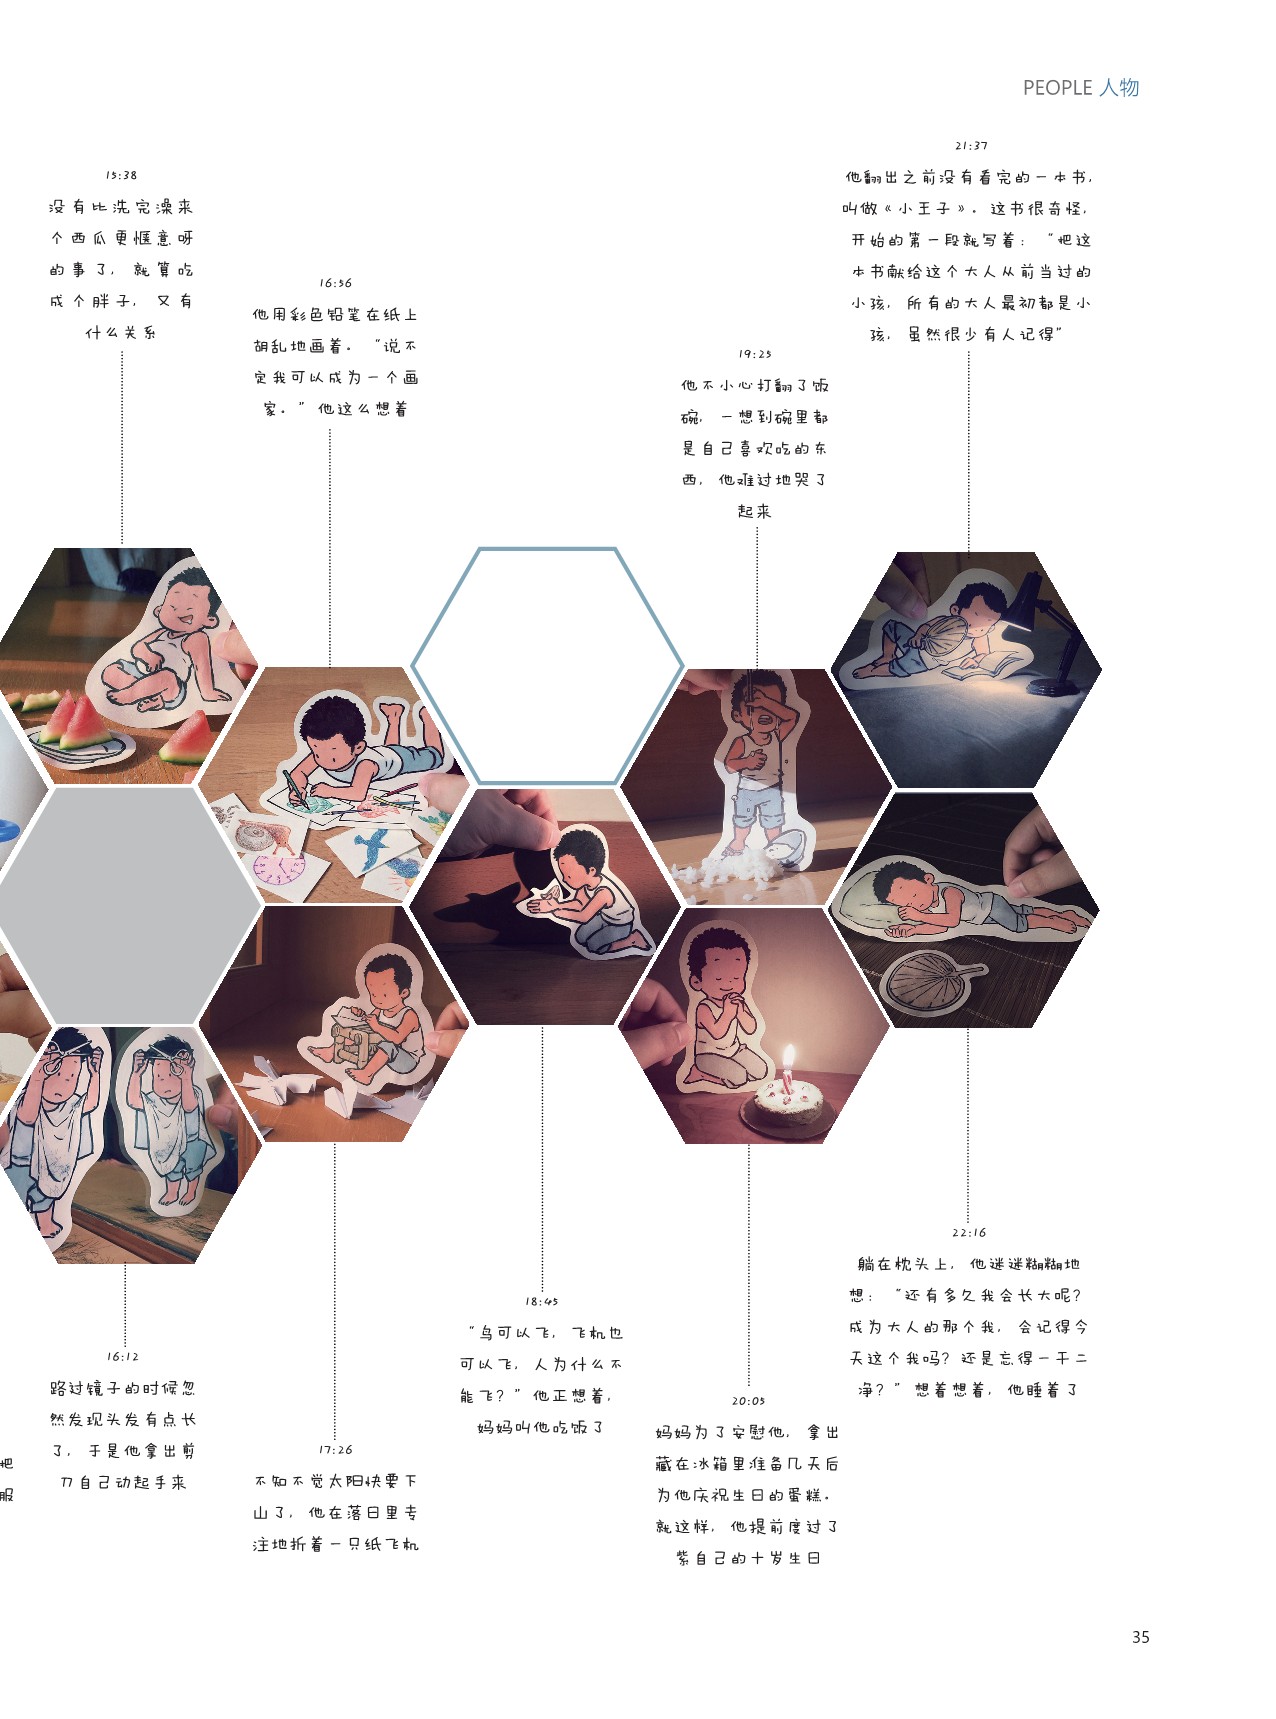 PEOPLE 人物
15:38
没有比洗完澡来
个西瓜更惬意呀
的事了，就算吃
成个胖子，又有
什么关系
16:56
他用彩色铅笔在纸上
胡乱地画着。“说不
定我可以成为一个画
家。”他这么想着
19:25
他不小心打翻了饭
碗，一想到碗里都
是自己喜欢吃的东
西，他难过地哭了
起来
21:37
他翻出之前没有看完的一本书，
叫做《小王子》。这书很奇怪，
开始的第一段就写着：“把这
本书献给这个大人从前当过的
小孩，所有的大人最初都是小
孩，虽然很少有人记得”
16:12
路过镜子的时候忽
然发现头发有点长
了，于是他拿出剪
刀自己动起手来
把
服
17:26
不知不觉太阳快要下
山了，他在落日里专
注地折着一只纸飞机
18:45
“鸟可以飞，飞机也
可以飞，人为什么不
能飞？”他正想着，
妈妈叫他吃饭了
20:05
妈妈为了安慰他，拿出
藏在冰箱里准备几天后
为他庆祝生日的蛋糕。
就这样，他提前度过了
紫自己的十岁生日
22:16
躺在枕头上，他迷迷糊糊地
想：“还有多久我会长大呢？
成为大人的那个我，会记得今
天这个我吗？还是忘得一干二
净？”想着想着，他睡着了
35